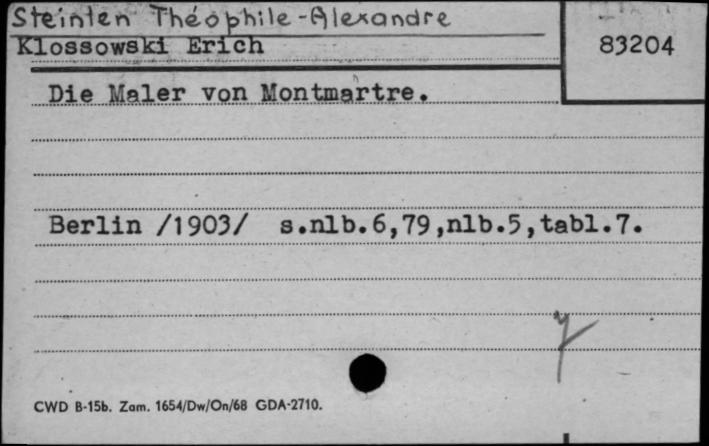 Steinlen Théophile-Alexandre
Klossowski Erich
83204
Die Maler von Montmartre.
Berlin /1903/ s.nlb.6,79,nlb.5,tabl.7.
CWD B-15b. Zam. 1654/Dw/On/68 GDA-2710.